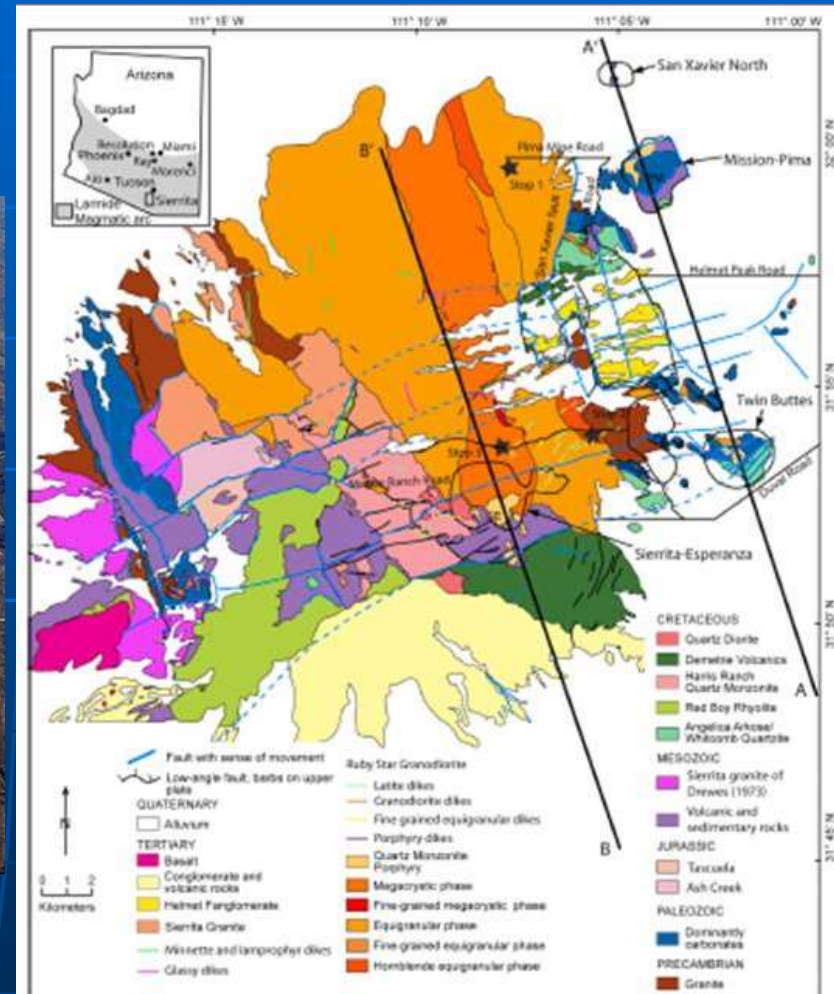 111° 15' W
111° 10' W
111° 05' W
111° 00' W
A'
San Xavier North
Arizona
Bagdad
Resolution
Miami
Phoenix
Ray
Morenci
Ajo
Tucson
Sierrita
Laramide
Magmatic arc
B'
Pima Mine Road
Stop 1
Mission-Pima
San Xavier fault
Road
Helmet Peak Road
Twin Buttes
Duval Road
Ranch Road
Sierrita-Esperanza
A
B
31° 55' N
31° 50' N
31° 45' N
N
0 1 2
Kilometers
Fault with sense of movement
Low-angle fault, barbs on upper
plate
QUATERNARY
Alluvium
TERTIARY
Basalt
Conglomerate and
volcanic rocks
Helmet Fanglomerate
Sierrita Granite
Minnette and lamprophyr dikes
Glassy dikes
Ruby Star Granodiorite
Latite dikes
Granodiorite dikes
Fine grained equigranular dikes
Porphyry dikes
Quartz Monzonite
Porphyry
Megacrystic phase
Fine-grained megacrystic phase
Equigranular phase
Fine-grained equigranular phase
Hornblende equigranular phase
CRETACEOUS
Quartz Diorite
Demetrie Volcanics
Harris Ranch
Quartz Monzonite
Red Boy Rhyolite
Angelica Arkose/
Whitcomb Quartzite
MESOZOIC
Sierrita granite of
Drewes (1973)
Volcanic and
sedimentary rocks
JURASSIC
Tascuela
Ash Creek
PALEOZOIC
Dominantly
carbonates
PRECAMBRIAN
Granite